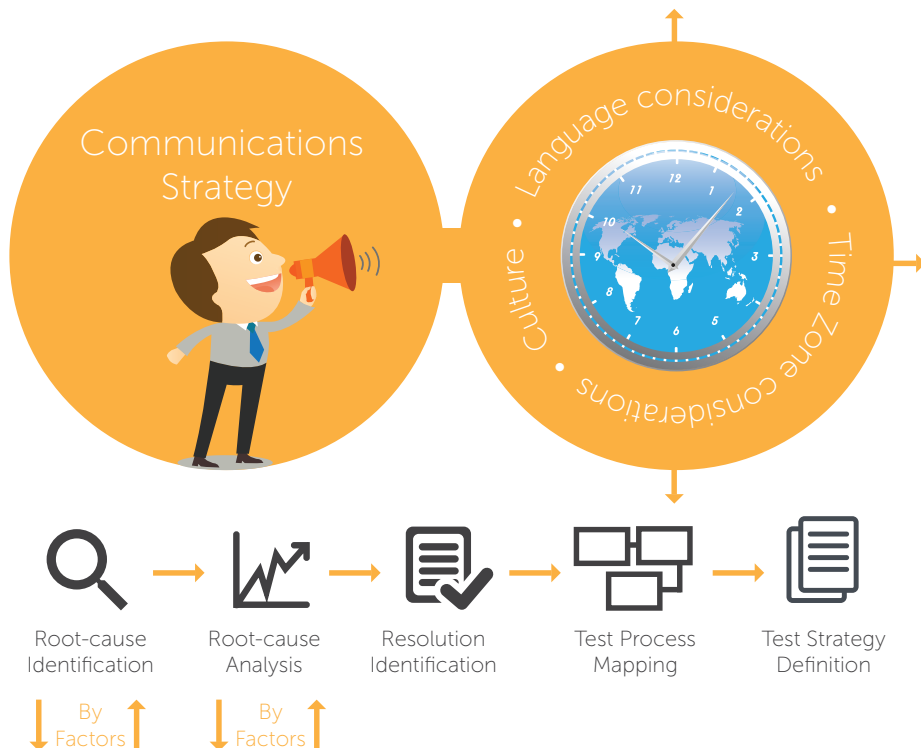 Communications
Strategy
Language considerations
Time Zone considerations
Culture
12
1
2
3
4
5
6
7
8
9
10
11
Root-cause
Identification
Root-cause
Analysis
Resolution
Identification
Test Process
Mapping
Test Strategy
Definition
By
Factors
By
Factors